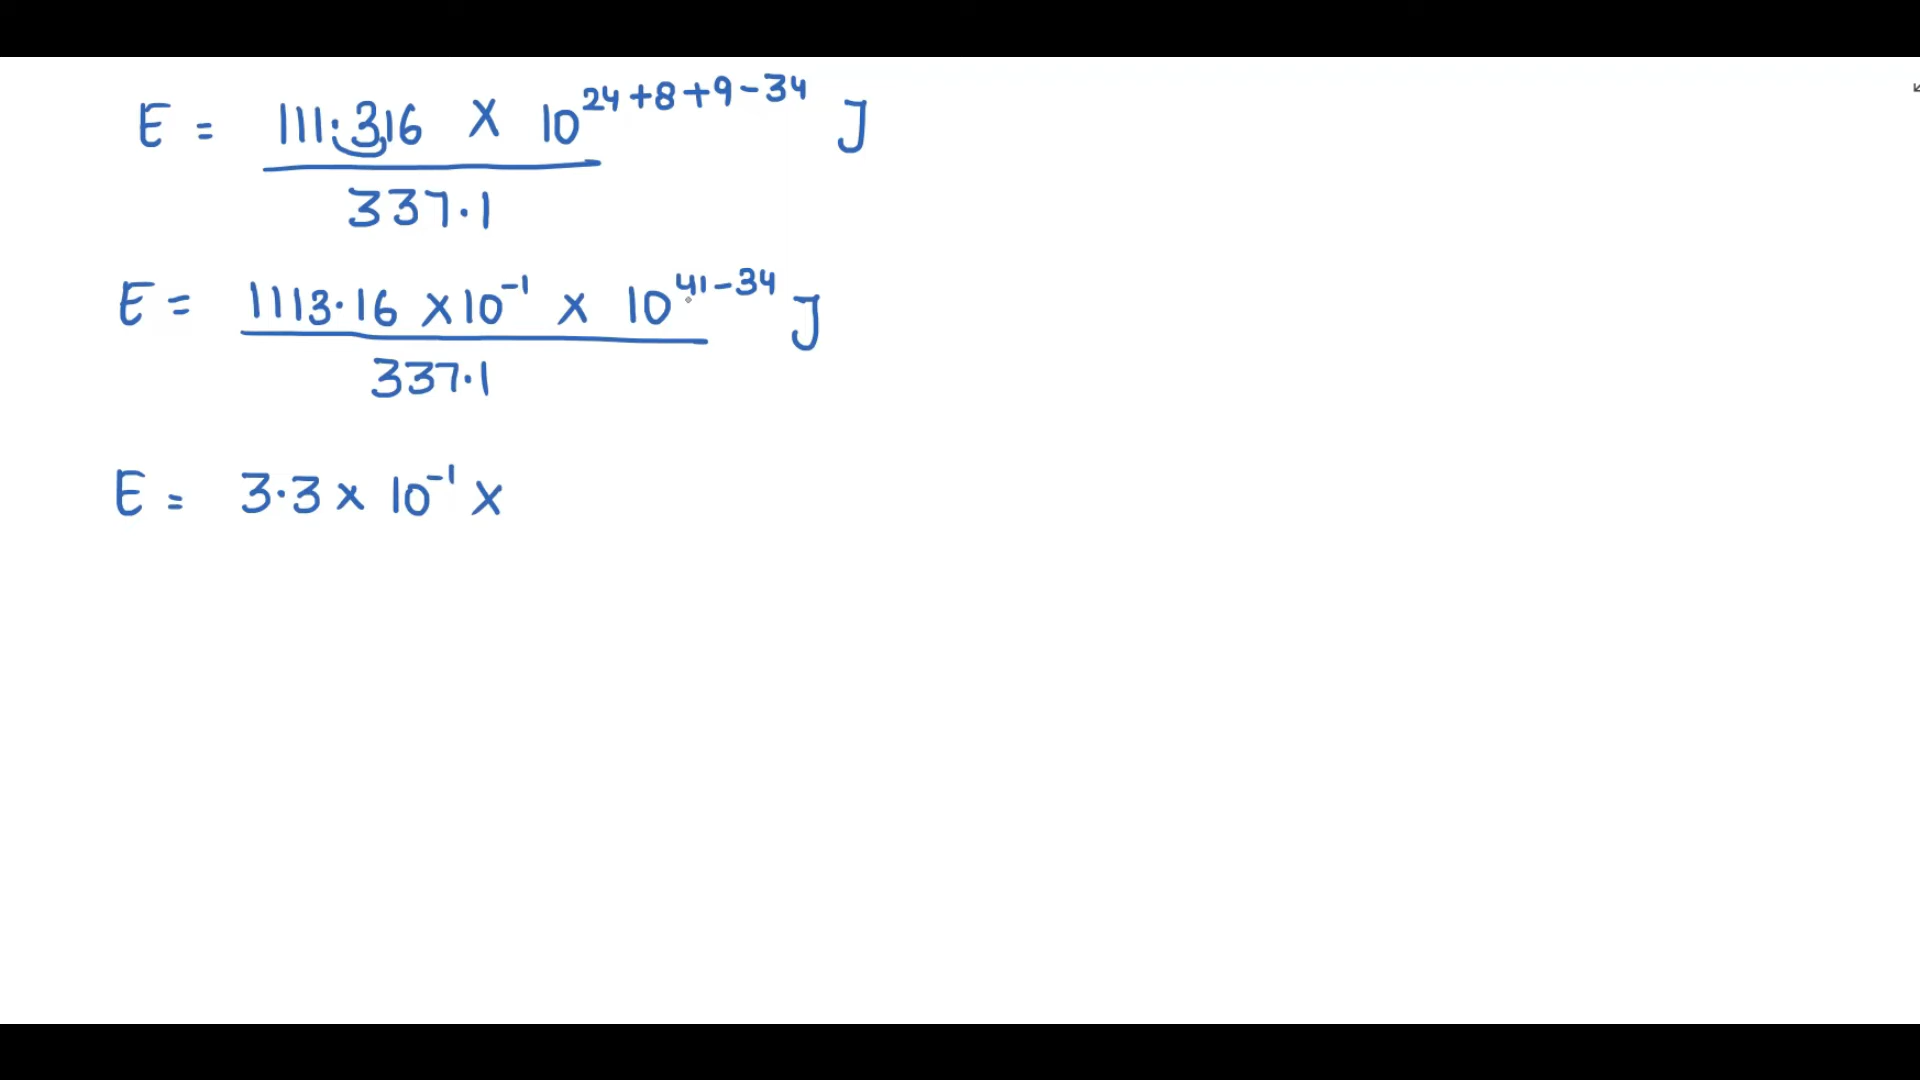 E = 111.316 × 10^24+8+9-34 J
337.1
E = 1113.16 ×10^-1 × 10^41-34 J
337.1
E = 3.3 × 10^-1 ×